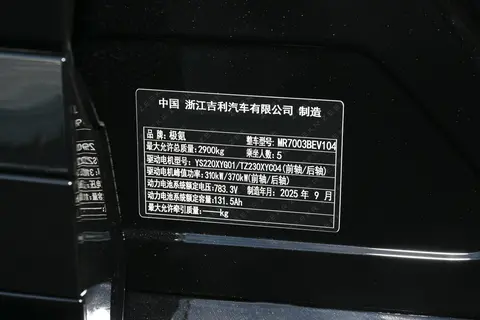 中国 浙江吉利汽车有限公司 制造
品牌:极氪 整车型号:MR7003BEV104
最大允许总质量:2900kg 乘坐人数:5
驱动电机型号:YS220XYG01/TZ230XYC04(前轴/后轴)
驱动电机峰值功率:310kW/370kW(前轴/后轴)
动力电池系统额定电压:783.3V 制造年月:2025 年 9 月
动力电池系统额定容量:131.5Ah
最大允许牵引质量:——kg